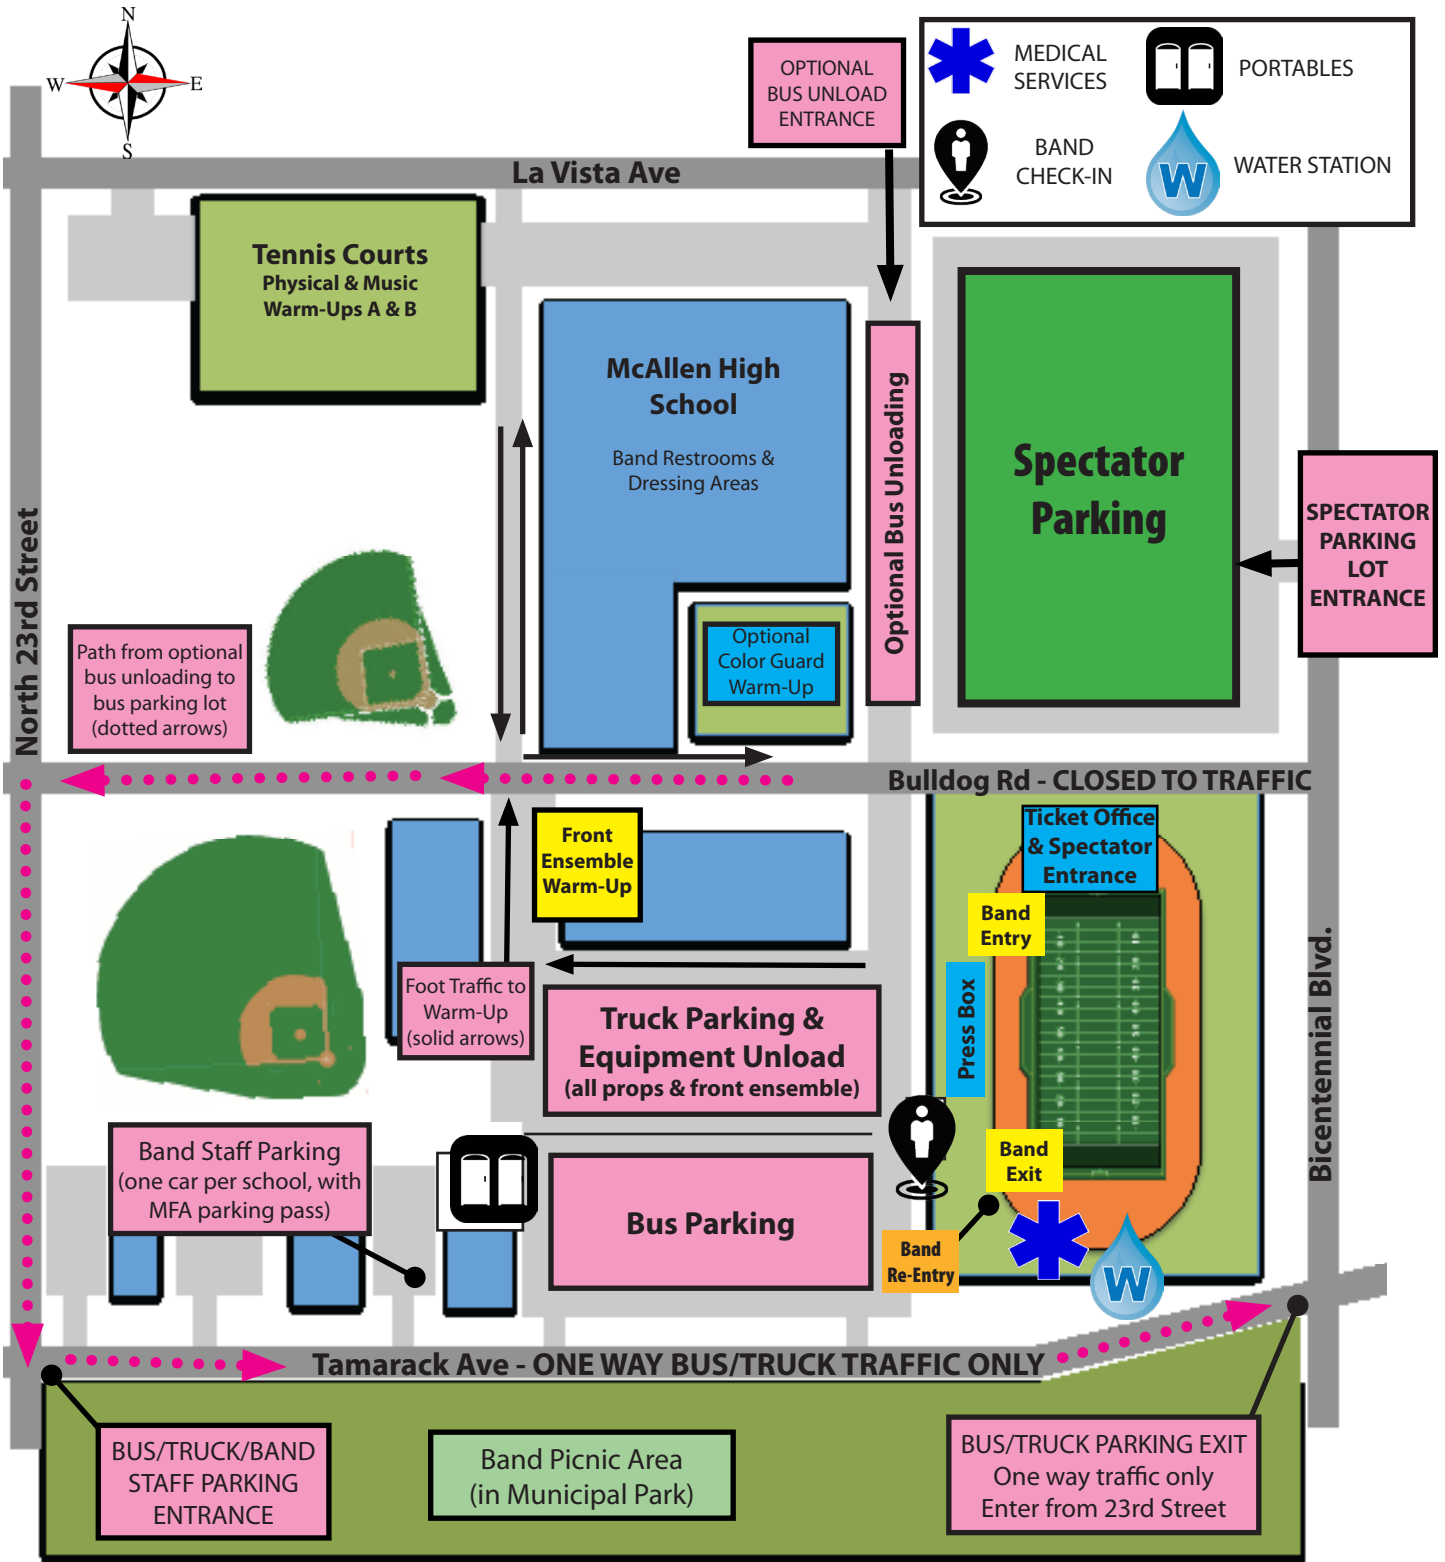 N
W
E
S
OPTIONAL
BUS UNLOAD
ENTRANCE
MEDICAL
SERVICES
PORTABLES
BAND
CHECK-IN
W
WATER STATION
La Vista Ave
Tennis Courts
Physical & Music
Warm-Ups A & B
McAllen High
School
Band Restrooms &
Dressing Areas
Optional Bus Unloading
Spectator
Parking
SPECTATOR
PARKING
LOT
ENTRANCE
North 23rd Street
Path from optional
bus unloading to
bus parking lot
(dotted arrows)
Optional
Color Guard
Warm-Up
Bulldog Rd - CLOSED TO TRAFFIC
Front
Ensemble
Warm-Up
Ticket Office
& Spectator
Entrance
Band
Entry
Press Box
Bicentennial Blvd.
Foot Traffic to
Warm-Up
(solid arrows)
Truck Parking &
Equipment Unload
(all props & front ensemble)
Band Staff Parking
(one car per school, with
MFA parking pass)
Bus Parking
Band
Exit
Band
Re-Entry
W
Tamarack Ave - ONE WAY BUS/TRUCK TRAFFIC ONLY
BUS/TRUCK/BAND
STAFF PARKING
ENTRANCE
Band Picnic Area
(in Municipal Park)
BUS/TRUCK PARKING EXIT
One way traffic only
Enter from 23rd Street